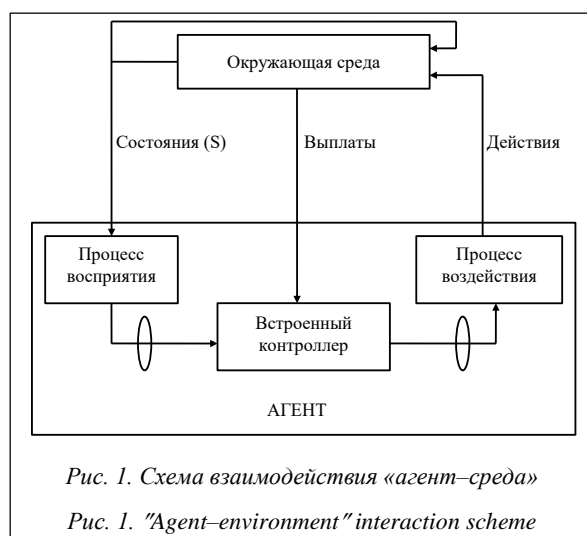 Окружающая среда
Состояния (S)
Выплаты
Действия
Процесс
восприятия
Процесс
воздействия
Встроенный
контроллер
АГЕНТ
Рис. 1. Схема взаимодействия «агент–среда»
Рис. 1. "Agent–environment" interaction scheme